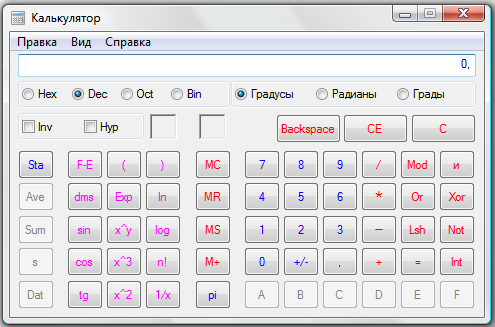 Калькулятор
Правка Вид Справка
0,
Hex Dec Oct Bin Градусы Радианы Грады
Inv Hyp Backspace CE C
Sta F-E ( ) MC 7 8 9 / Mod и
Ave dms Exp ln MR 4 5 6 * Or Xor
Sum sin x^y log MS 1 2 3 − Lsh Not
s cos x^3 n! M+ 0 +/- , + = Int
Dat tg x^2 1/x pi A B C D E F